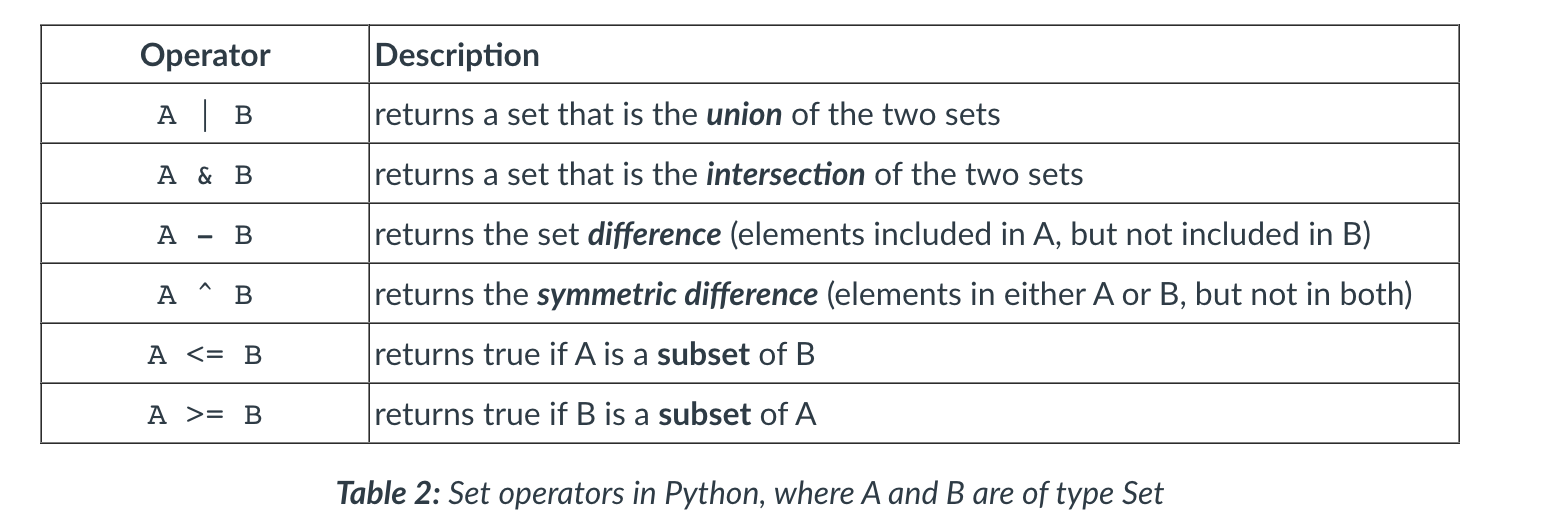 Operator Description
A | B returns a set that is the union of the two sets
A & B returns a set that is the intersection of the two sets
A – B returns the set difference (elements included in A, but not included in B)
A ^ B returns the symmetric difference (elements in either A or B, but not in both)
A <= B returns true if A is a subset of B
A >= B returns true if B is a subset of A
Table 2: Set operators in Python, where A and B are of type Set